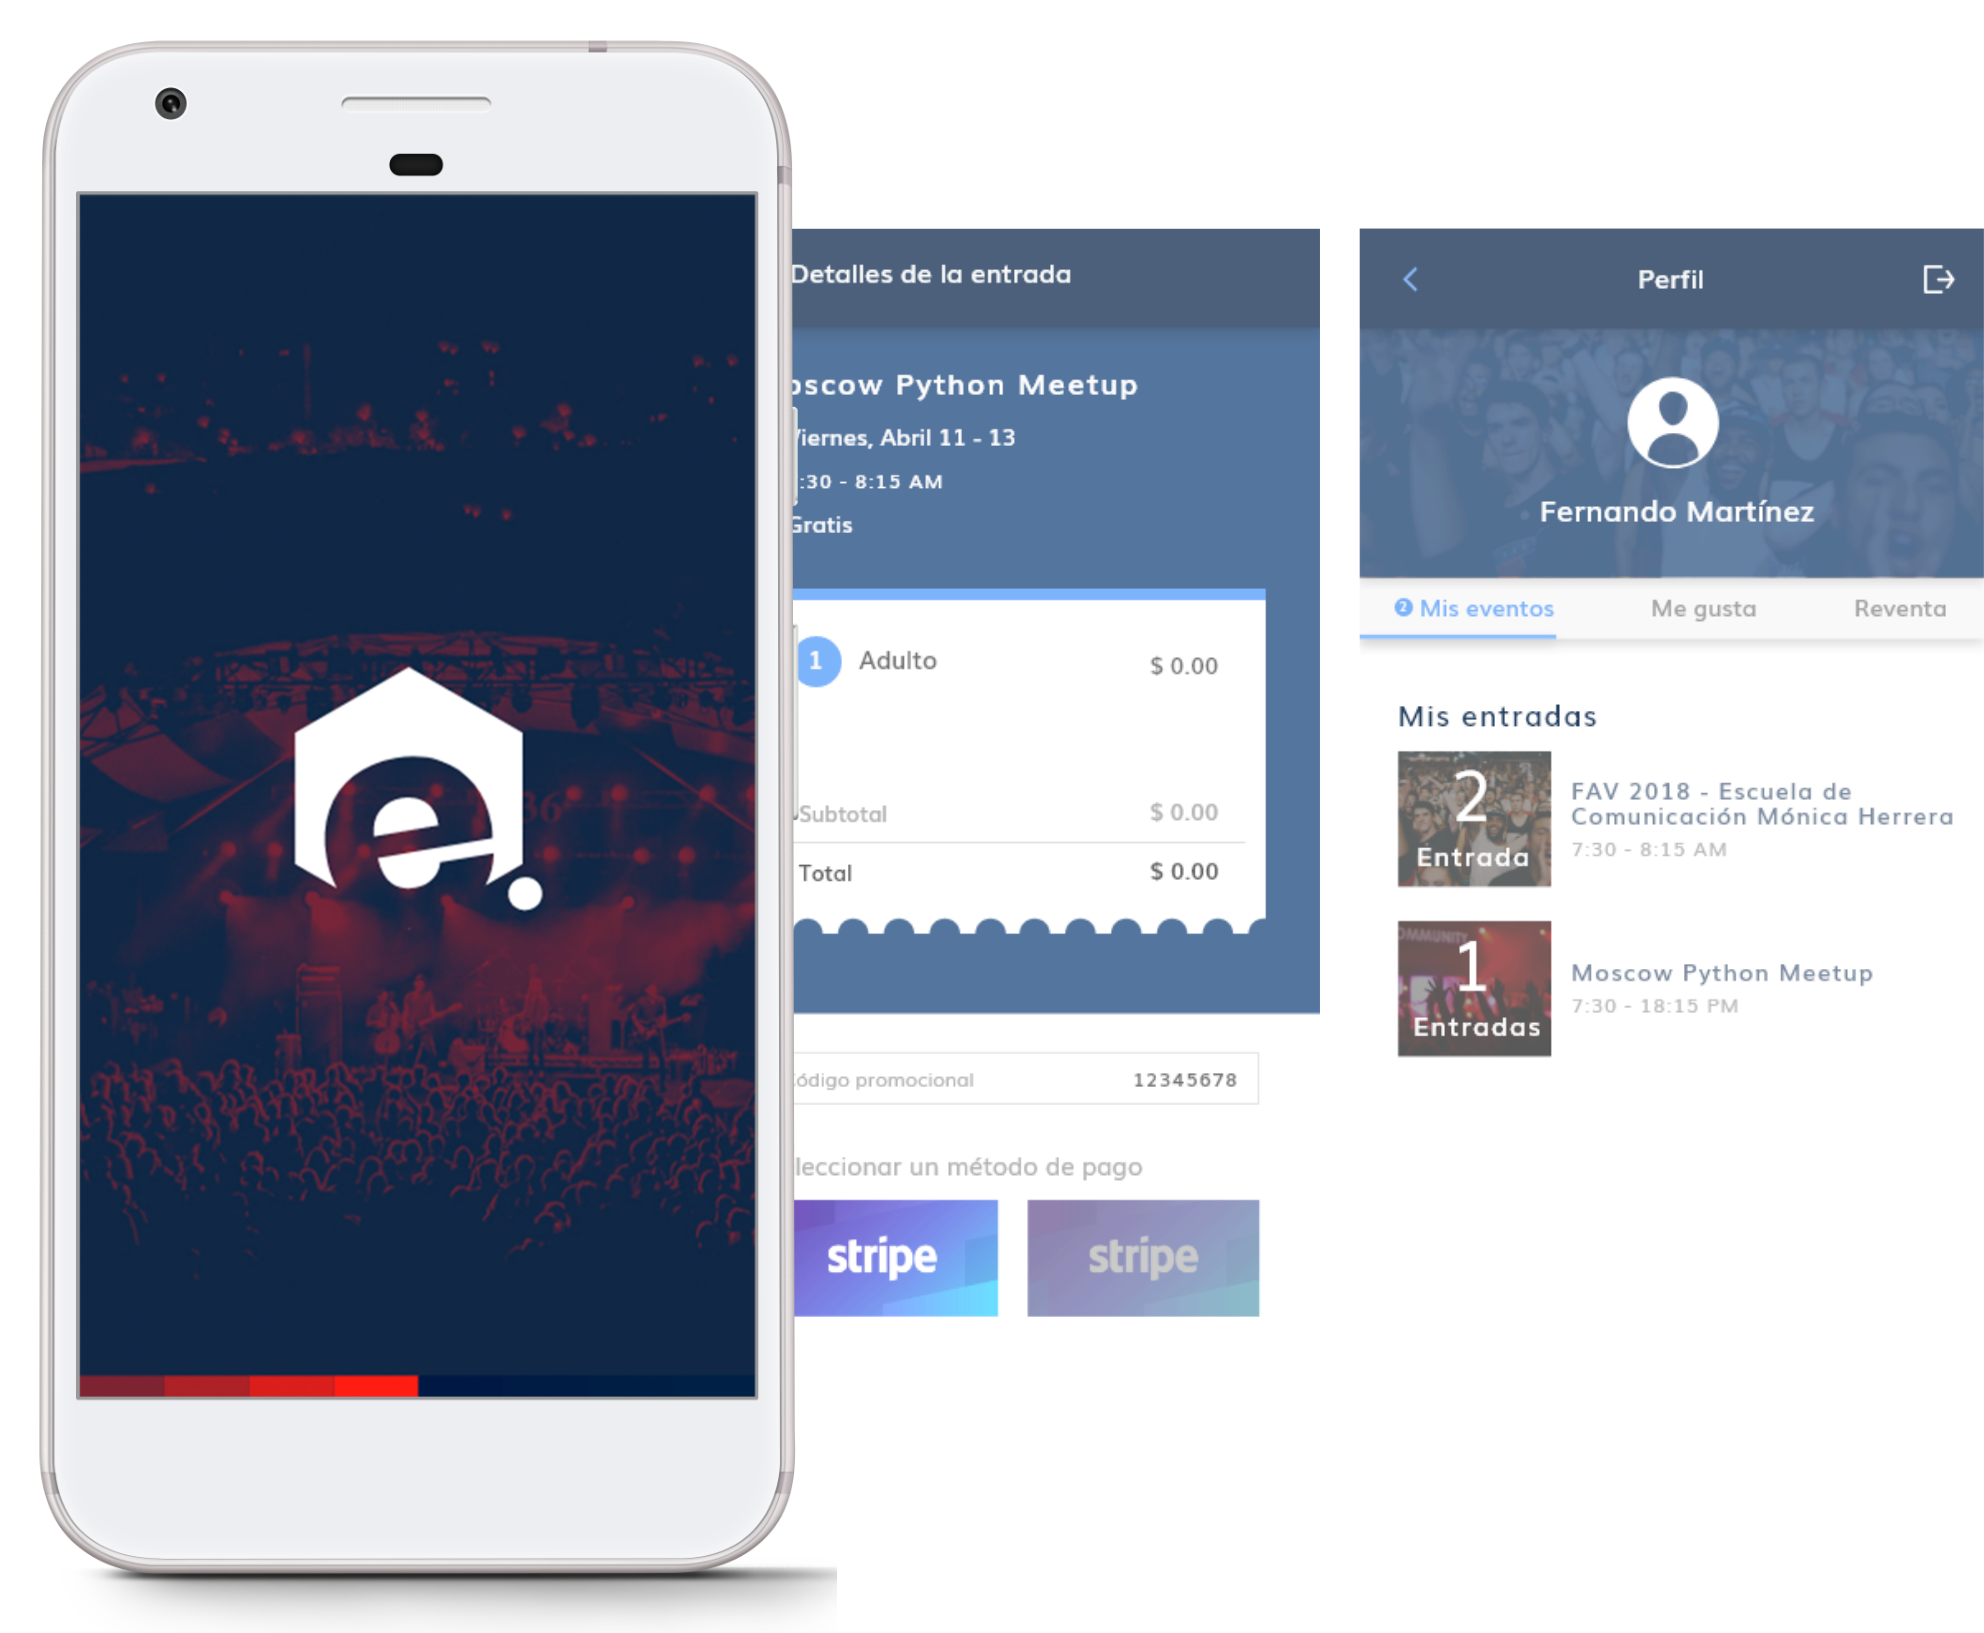 e.
Detalles de la entrada
oscow Python Meetup
iernes, Abril 11 - 13
:30 - 8:15 AM
Gratis
1 Adulto $ 0.00
Subtotal $ 0.00
Total $ 0.00
ódigo promocional 12345678
leccionar un método de pago
stripe stripe
Perfil
Fernando Martínez
2 Mis eventos Me gusta Reventa
Mis entradas
2
Entrada
FAV 2018 - Escuela de
Comunicación Mónica Herrera
7:30 - 8:15 AM
OMMUNITY
1
Entradas
Moscow Python Meetup
7:30 - 18:15 PM